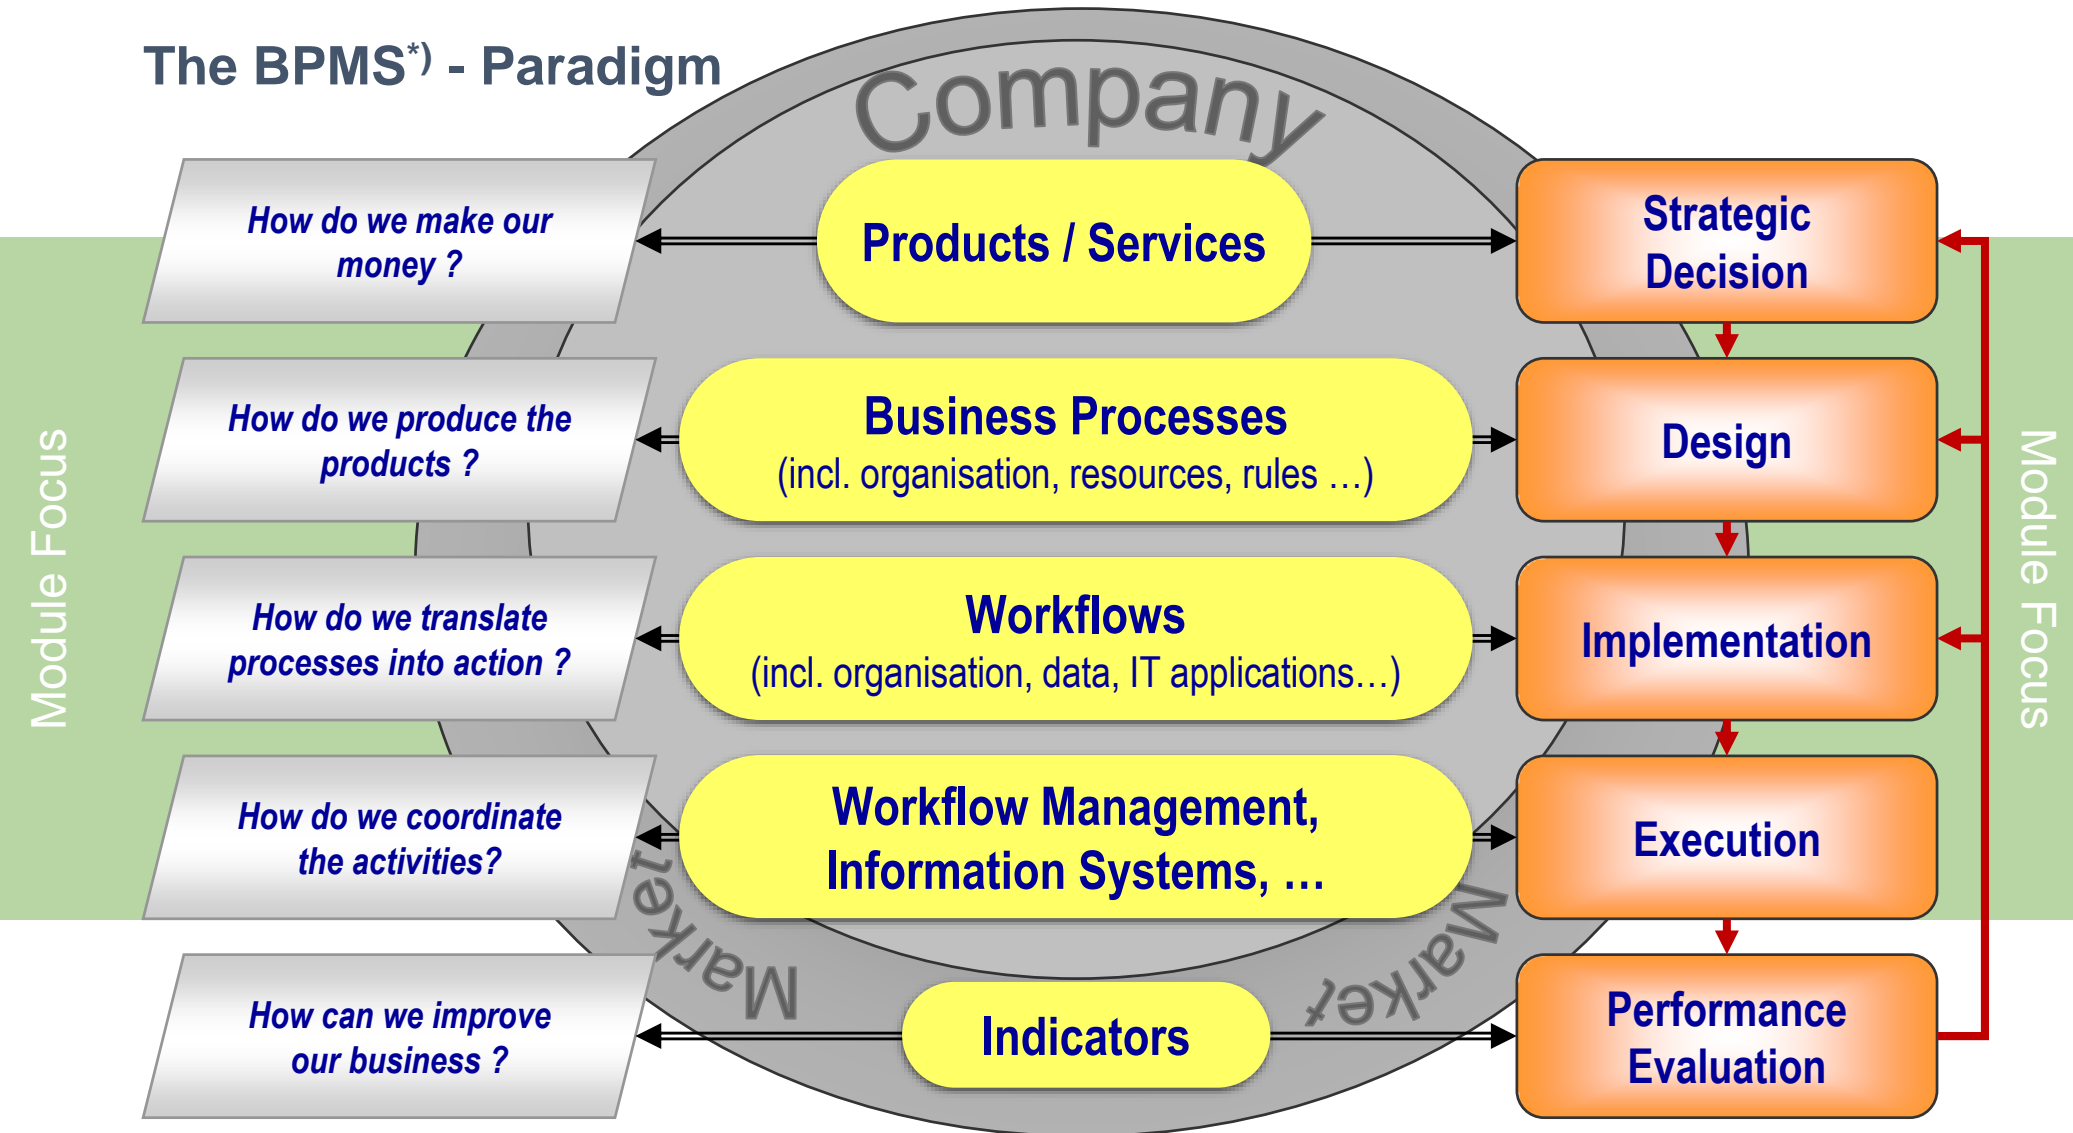 The BPMS*) - Paradigm
Company
How do we make our
money ?
Products / Services
Strategic
Decision
How do we produce the
products ?
Business Processes
(incl. organisation, resources, rules …)
Design
Module Focus
Module Focus
How do we translate
processes into action ?
Workflows
(incl. organisation, data, IT applications…)
Implementation
How do we coordinate
the activities?
Workflow Management,
Information Systems, …
Execution
Market
Market
How can we improve
our business ?
Indicators
Performance
Evaluation